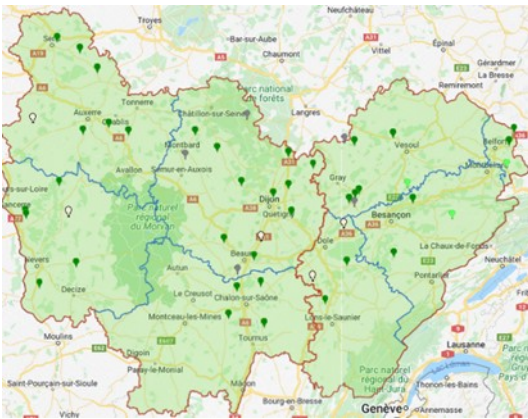 Neufchâteau
Troyes
Bar-sur-Aube
Chaumont
Vittel
Épinal
Gérardmer
La Bresse
Remiremont
Parc national
de forêts
Langres
Tonnerre
Auxerre
Chablis
Châtillon-sur-Seine
Montbard
Semur-en-Auxois
Avallon
Vesoul
Belfort
Gray
Dijon
Quetigny
Besançon
Parc naturel
régional
du Morvan
Dole
La Chaux-de-Fonds
Neuchâtel
Nevers
Decize
Autun
Beaune
Pontarlier
Le Creusot
Chalon-sur-Saône
Montceau-les-Mines
Lons-le-Saunier
Tournus
Moulins
Digoin
Paray-le-Monial
Mâcon
Bourg-en-Bresse
Saint-Pourçain-sur-Sioule
Vichy
Parc naturel
régional du
Haut-Jura
Lausanne
Thonon-les-Bains
Genève
Annemasse